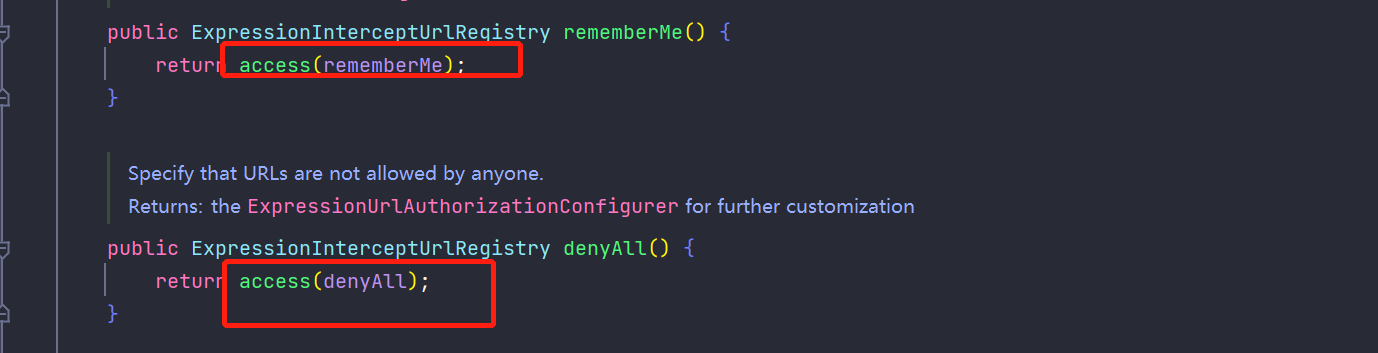 public ExpressionInterceptUrlRegistry rememberMe() {
return access(rememberMe);
}
Specify that URLs are not allowed by anyone.
Returns: the ExpressionUrlAuthorizationConfigurer for further customization
public ExpressionInterceptUrlRegistry denyAll() {
return access(denyAll);
}